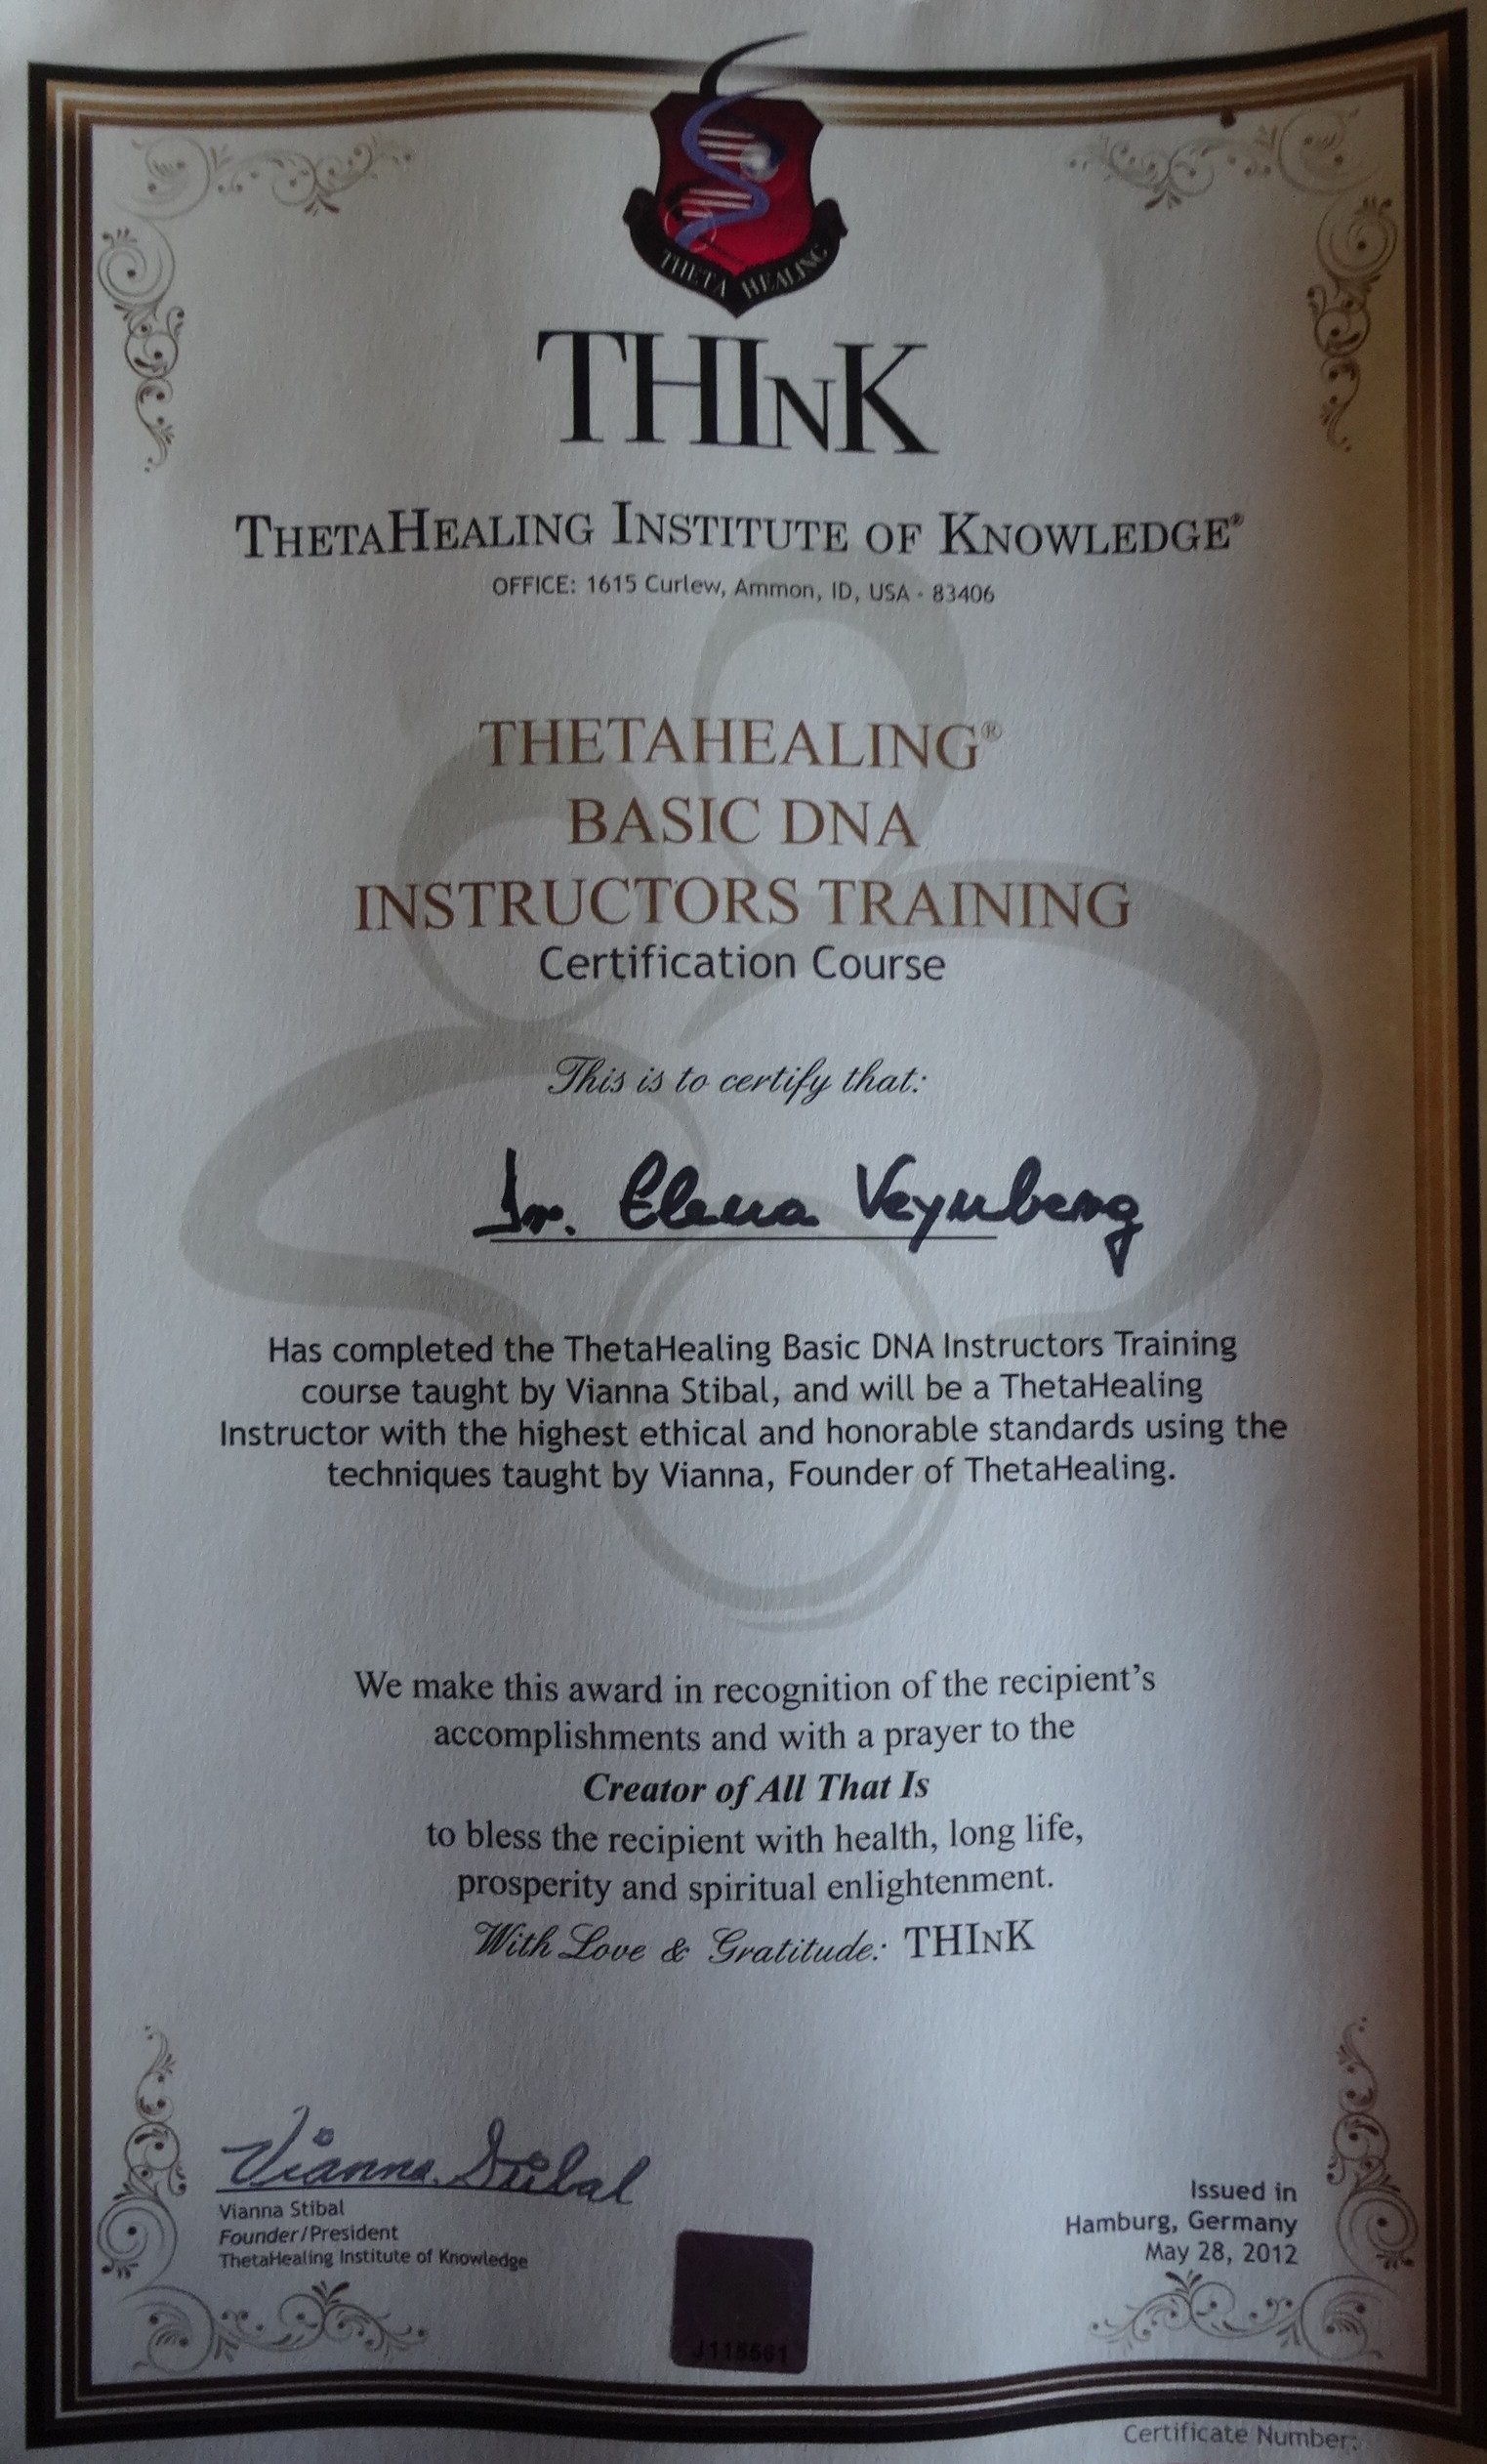 THETA HEALING
THINK
THETAHEALING INSTITUTE OF KNOWLEDGE®
OFFICE: 1615 Curlew, Ammon, ID, USA - 83406
THETAHEALING®
BASIC DNA
INSTRUCTORS TRAINING
Certification Course
This is to certify that:
Dr. Elena Veynberg
Has completed the ThetaHealing Basic DNA Instructors Training
course taught by Vianna Stibal, and will be a ThetaHealing
Instructor with the highest ethical and honorable standards using the
techniques taught by Vianna, Founder of ThetaHealing.
We make this award in recognition of the recipient's
accomplishments and with a prayer to the
Creator of All That Is
to bless the recipient with health, long life,
prosperity and spiritual enlightenment.
With Love & Gratitude: THINK
Vianna Stibal
Vianna Stibal
Founder/President
ThetaHealing Institute of Knowledge
Issued in
Hamburg, Germany
May 28, 2012
Certificate Number: